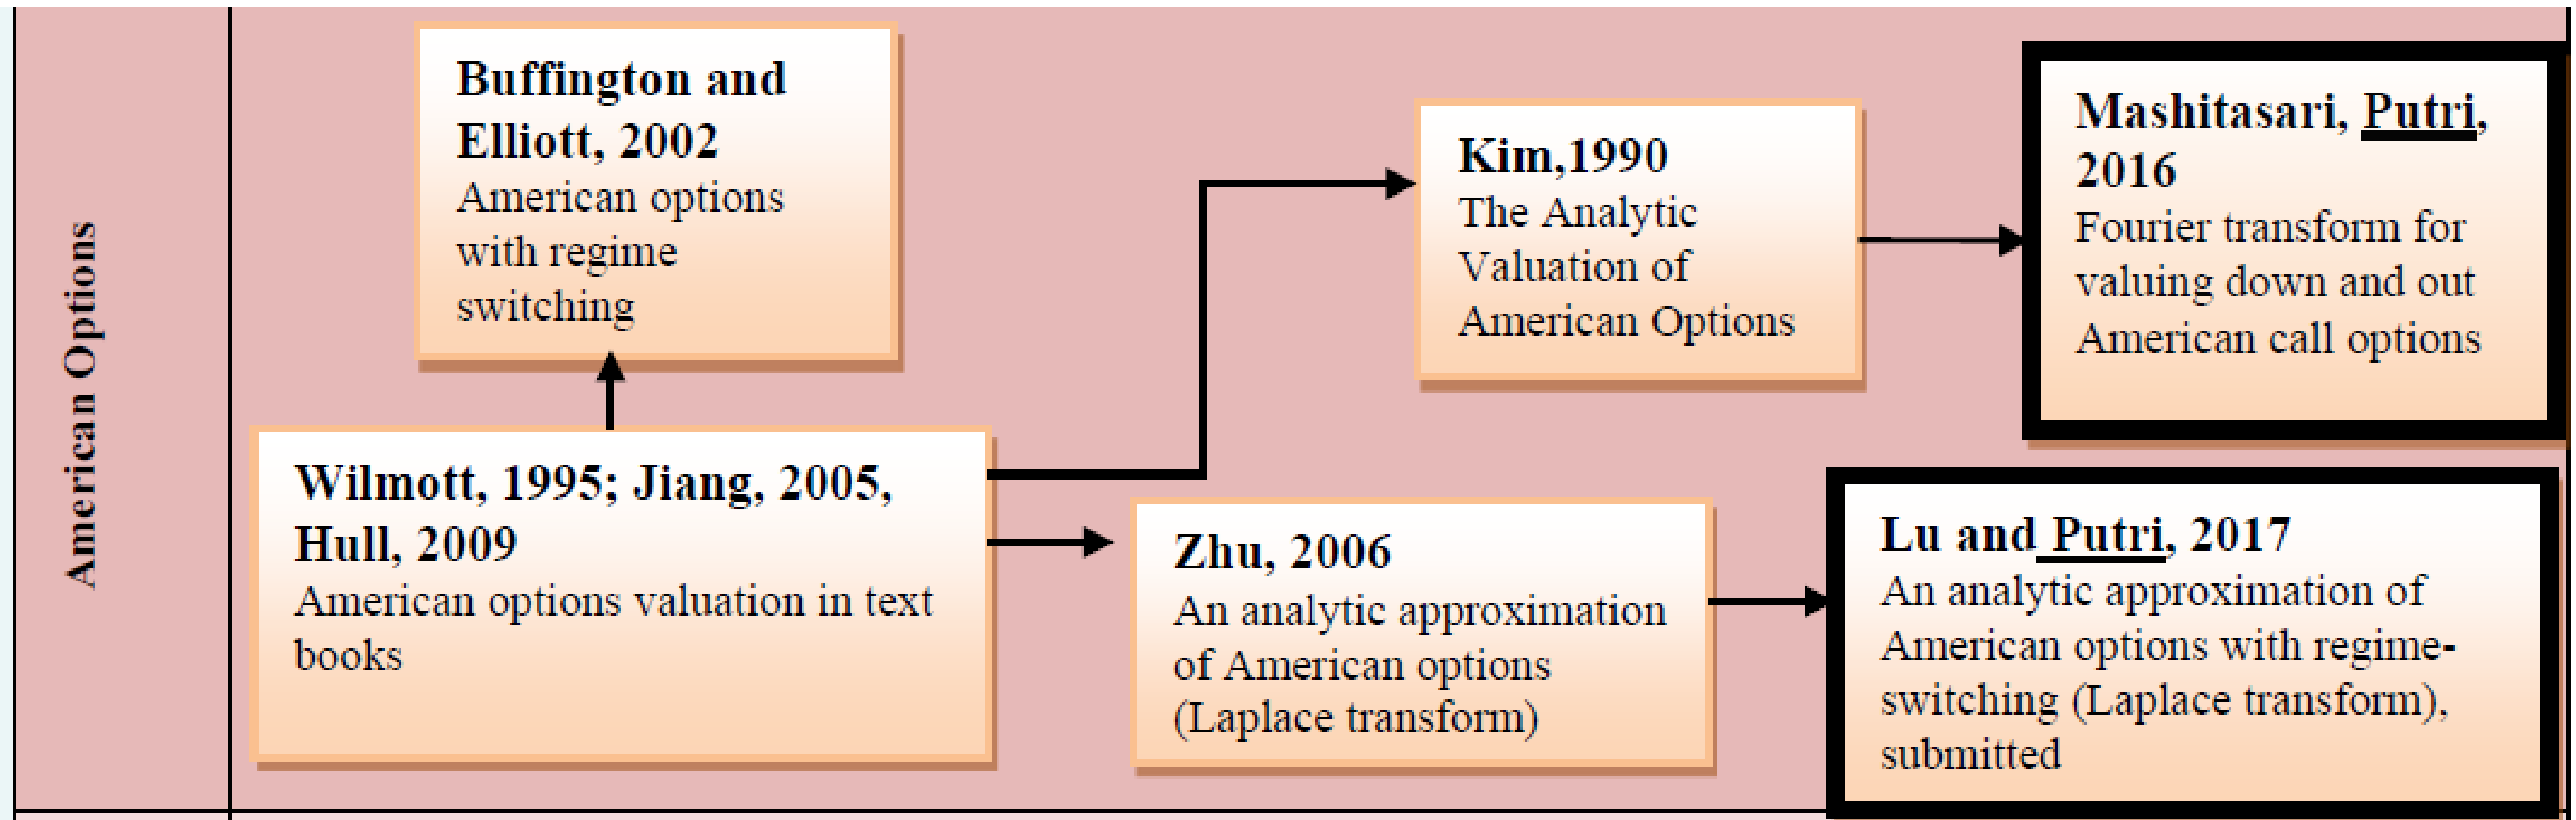 American Options
Buffington and
Elliott, 2002
American options
with regime
switching
Wilmott, 1995; Jiang, 2005,
Hull, 2009
American options valuation in text
books
Kim,1990
The Analytic
Valuation of
American Options
Zhu, 2006
An analytic approximation
of American options
(Laplace transform)
Mashitasari, Putri,
2016
Fourier transform for
valuing down and out
American call options
Lu and Putri, 2017
An analytic approximation of
American options with regime-
switching (Laplace transform),
submitted